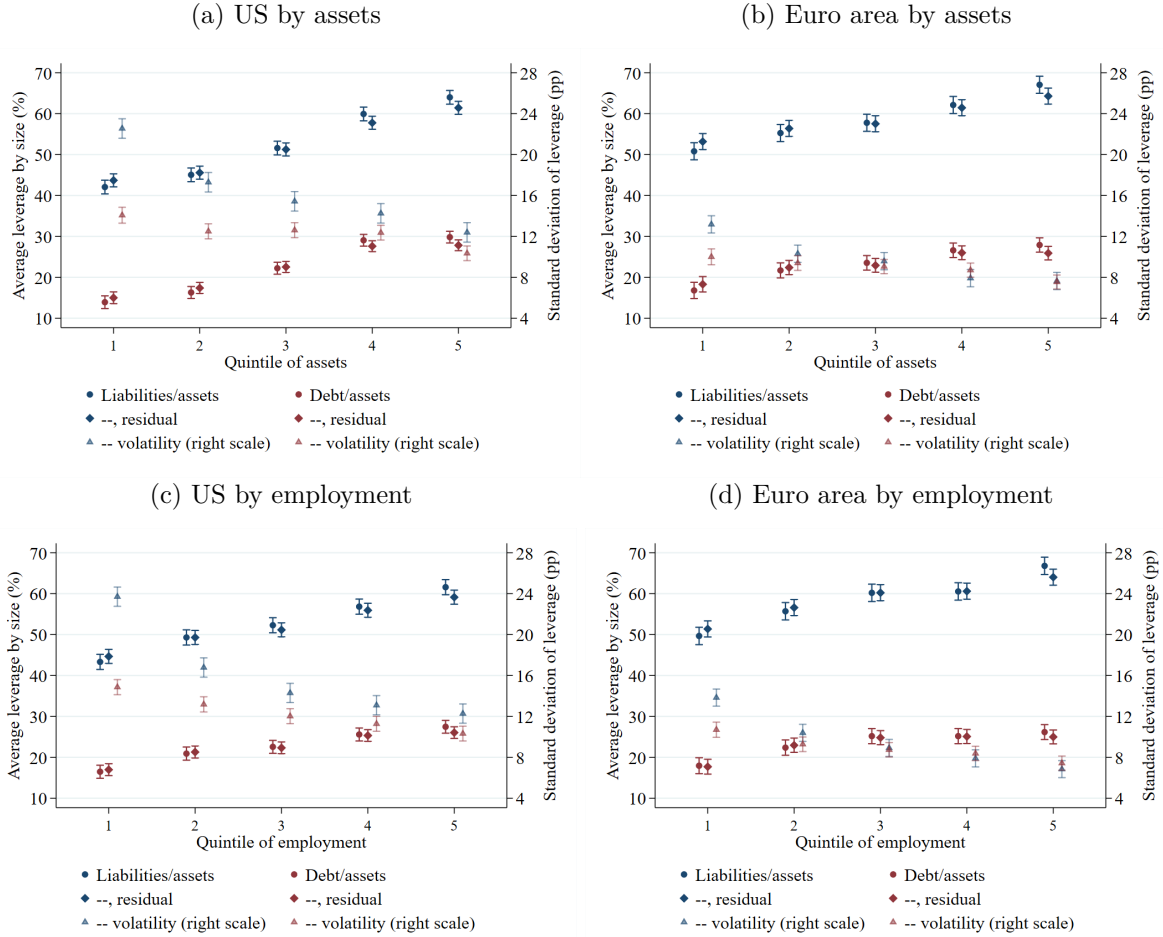 (a) US by assets
(b) Euro area by assets
Average leverage by size (%)
70
60
50
40
30
20
10
28
24
20
16
12
8
4
Standard deviation of leverage (pp)
1 2 3 4 5
Quintile of assets
Liabilities/assets Debt/assets
--, residual --, residual
-- volatility (right scale) -- volatility (right scale)
Average leverage by size (%)
70
60
50
40
30
20
10
28
24
20
16
12
8
4
Standard deviation of leverage (pp)
1 2 3 4 5
Quintile of assets
Liabilities/assets Debt/assets
--, residual --, residual
-- volatility (right scale) -- volatility (right scale)
(c) US by employment
(d) Euro area by employment
Average leverage by size (%)
70
60
50
40
30
20
10
28
24
20
16
12
8
4
Standard deviation of leverage (pp)
1 2 3 4 5
Quintile of employment
Liabilities/assets Debt/assets
--, residual --, residual
-- volatility (right scale) -- volatility (right scale)
Average leverage by size (%)
70
60
50
40
30
20
10
28
24
20
16
12
8
4
Standard deviation of leverage (pp)
1 2 3 4 5
Quintile of employment
Liabilities/assets Debt/assets
--, residual --, residual
-- volatility (right scale) -- volatility (right scale)